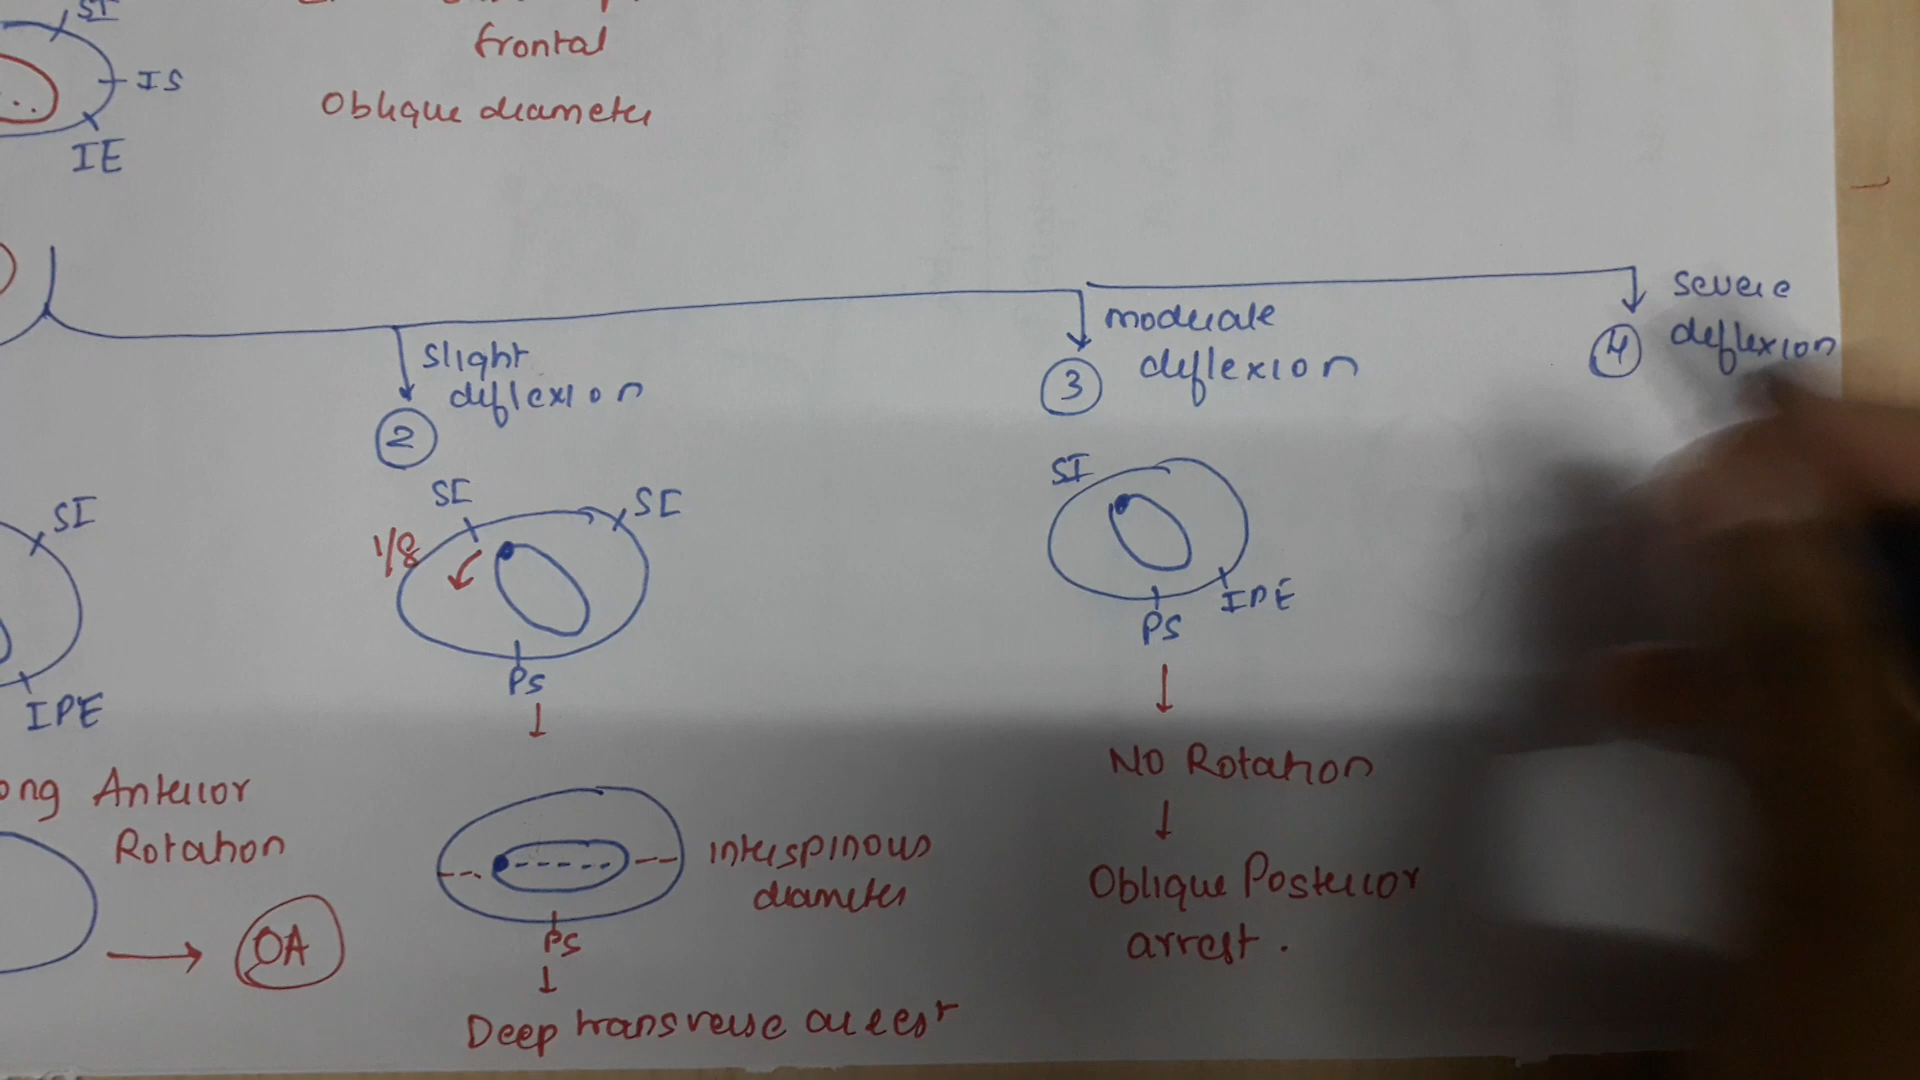 SI
frontal
IS
Oblique diameter
IE
slight
deflexion
2
moderate
deflexion
3
severe
deflexion
4
SI
IPE
SI
SI
1/8
PS
SI
IPE
PS
Anterior
Rotation
OA
interspinous
diameter
PS
Deep transverse arrest
NO Rotation
Oblique Posterior
arrest.